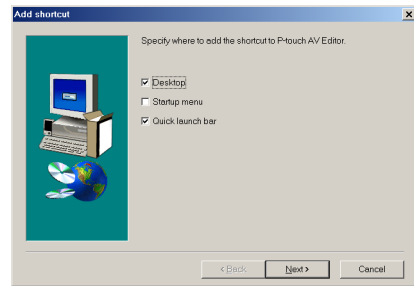 Add shortcut
Specify where to add the shortcut to P-touch AV Editor.
Desktop
Startup menu
Quick launch bar
< Back
Next >
Cancel